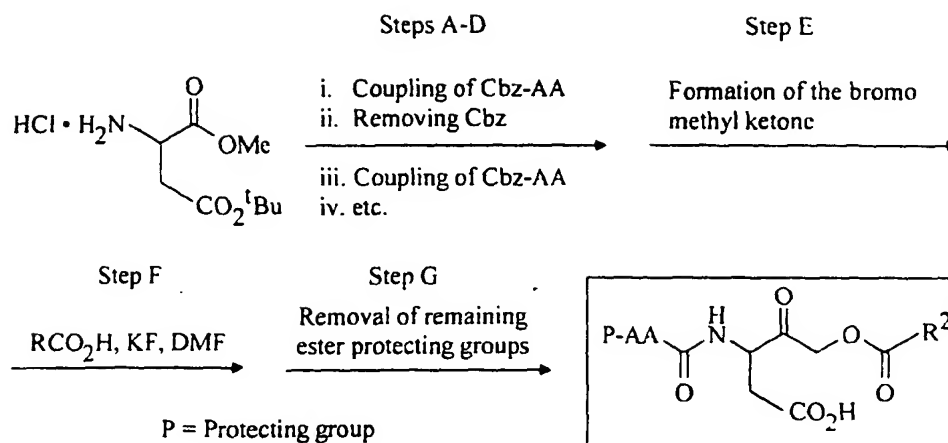 Steps A-D
Step E
HCl • H2N
O
OMe
CO2tBu
i. Coupling of Cbz-AA
ii. Removing Cbz
iii. Coupling of Cbz-AA
iv. etc.
Formation of the bromo
methyl ketone
Step F
RCO2H, KF, DMF
Step G
Removal of remaining
ester protecting groups
P-AA
O
H
N
O
CO2H
O
O
R2
P = Protecting group